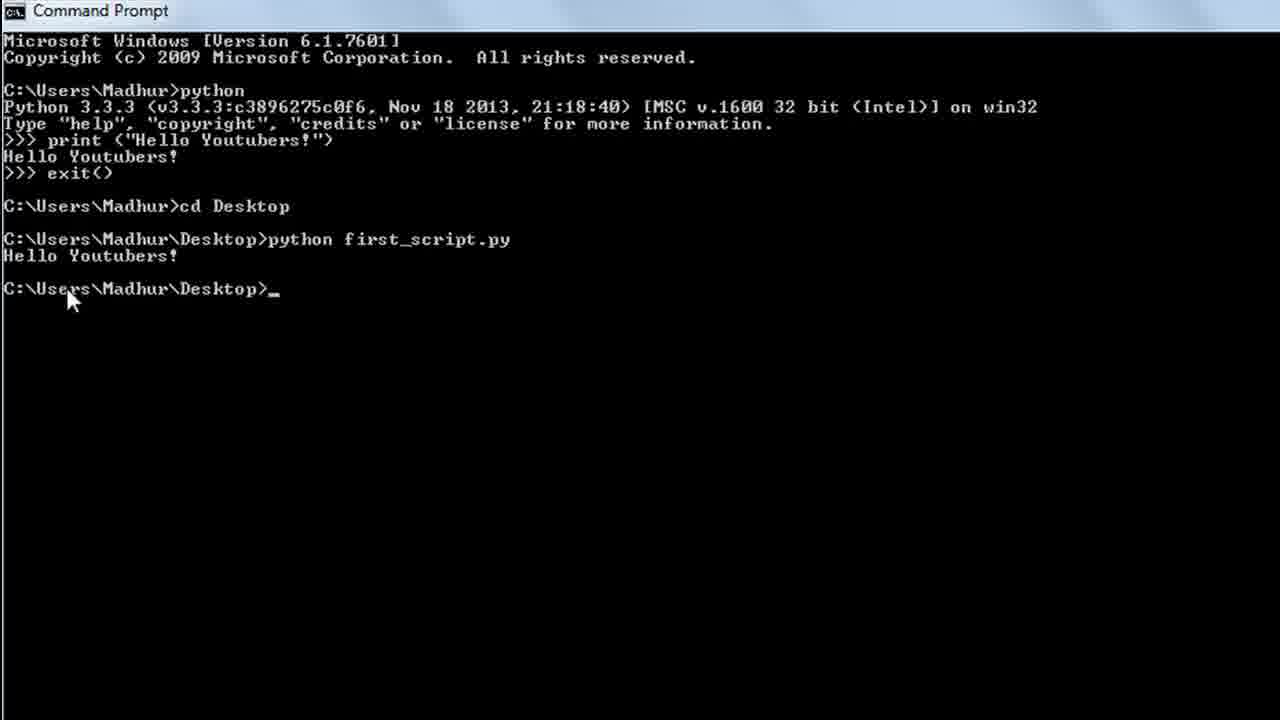 Command Prompt
Microsoft Windows [Version 6.1.7601]
Copyright (c) 2009 Microsoft Corporation.  All rights reserved.
C:\Users\Madhur>python
Python 3.3.3 (v3.3.3:c3896275c0f6, Nov 18 2013, 21:18:40) [MSC v.1600 32 bit (Intel)] on win32
Type "help", "copyright", "credits" or "license" for more information.
>>> print ("Hello Youtubers!")
Hello Youtubers!
>>> exit()
C:\Users\Madhur>cd Desktop
C:\Users\Madhur\Desktop>python first_script.py
Hello Youtubers!
C:\Users\Madhur\Desktop>_